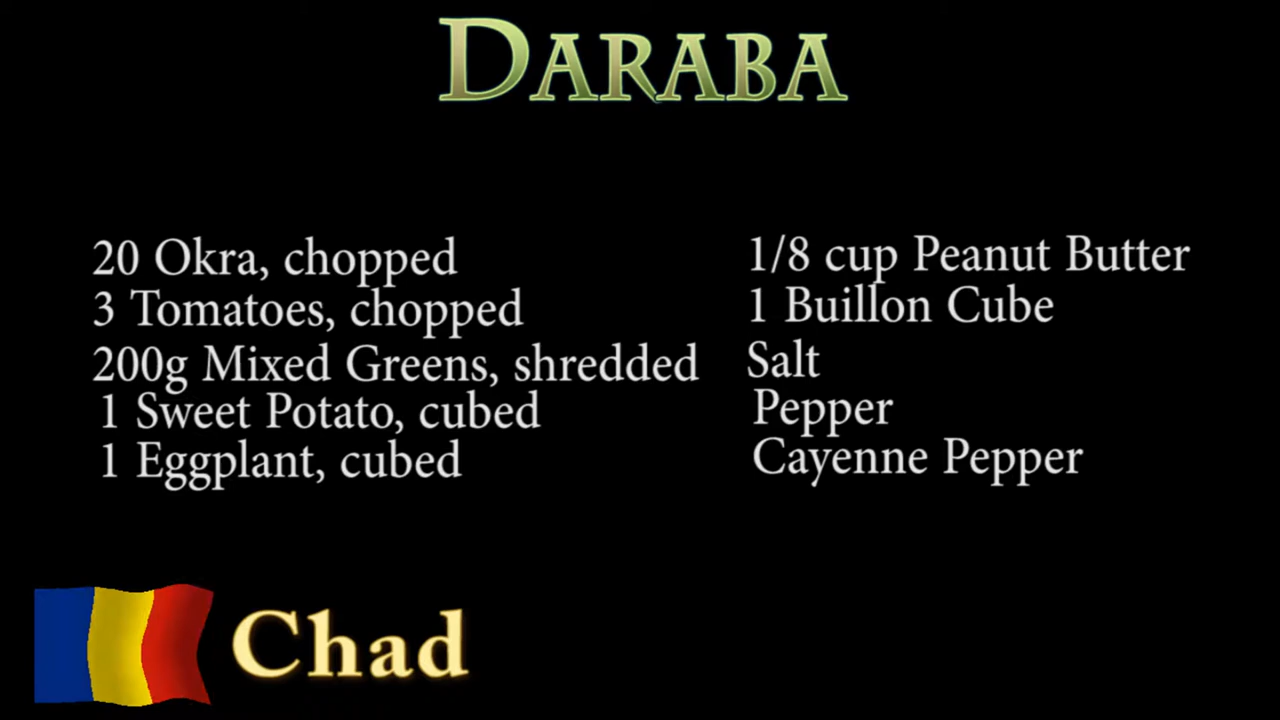 DARABA
20 Okra, chopped
3 Tomatoes, chopped
200g Mixed Greens, shredded
1 Sweet Potato, cubed
1 Eggplant, cubed
1/8 cup Peanut Butter
1 Buillon Cube
Salt
Pepper
Cayenne Pepper
Chad